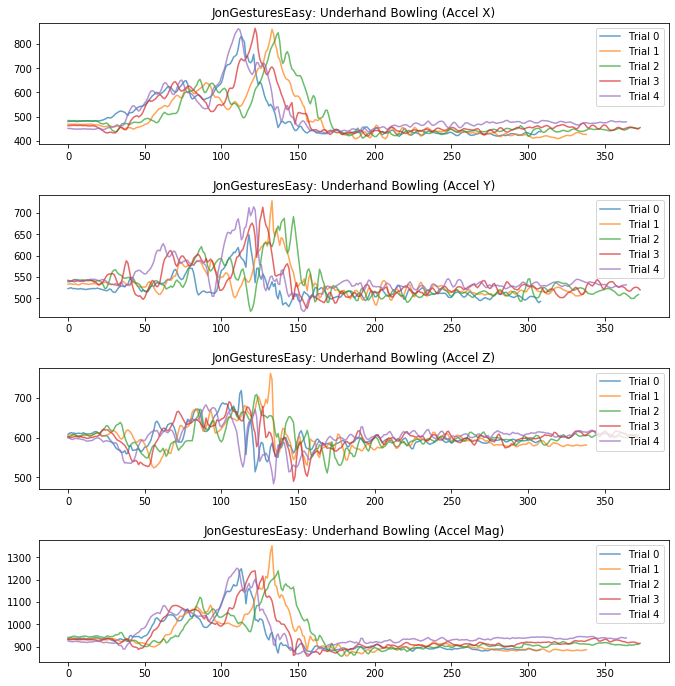 JonGesturesEasy: Underhand Bowling (Accel X)
800
700
600
500
400
Trial 0
Trial 1
Trial 2
Trial 3
Trial 4
0 50 100 150 200 250 300 350
JonGesturesEasy: Underhand Bowling (Accel Y)
700
650
600
550
500
Trial 0
Trial 1
Trial 2
Trial 3
Trial 4
0 50 100 150 200 250 300 350
JonGesturesEasy: Underhand Bowling (Accel Z)
700
600
500
Trial 0
Trial 1
Trial 2
Trial 3
Trial 4
0 50 100 150 200 250 300 350
JonGesturesEasy: Underhand Bowling (Accel Mag)
1300
1200
1100
1000
900
Trial 0
Trial 1
Trial 2
Trial 3
Trial 4
0 50 100 150 200 250 300 350